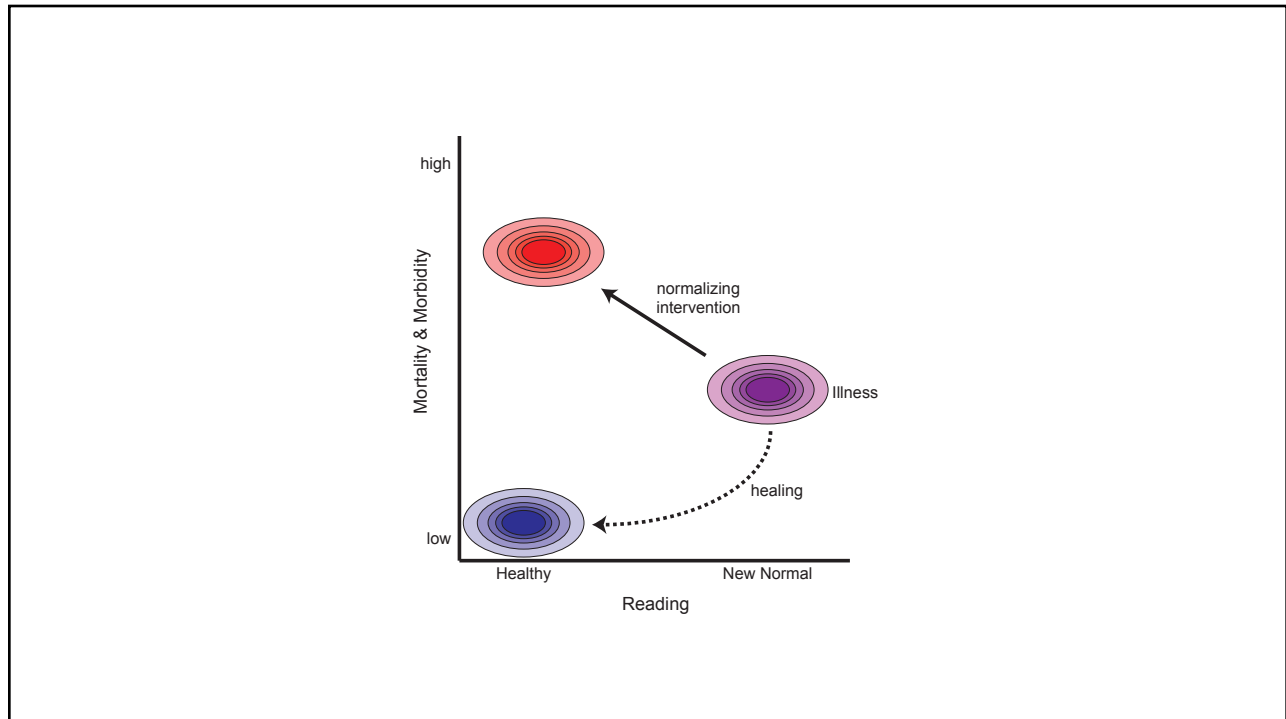 high
Mortality & Morbidity
normalizing
intervention
Illness
healing
low
Healthy
New Normal
Reading